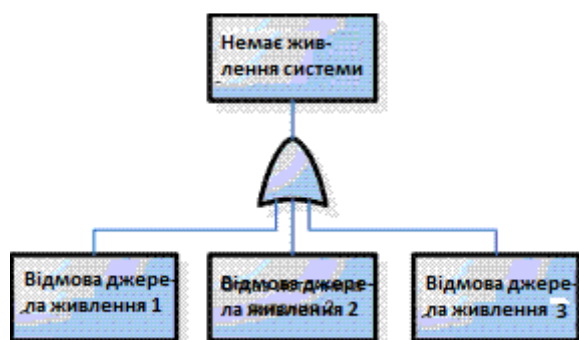 Немає жив-
лення системи
Відмова джере-
ла живлення 1
Відмова джере-
ла живлення 2
Відмова джере-
ла живлення 3